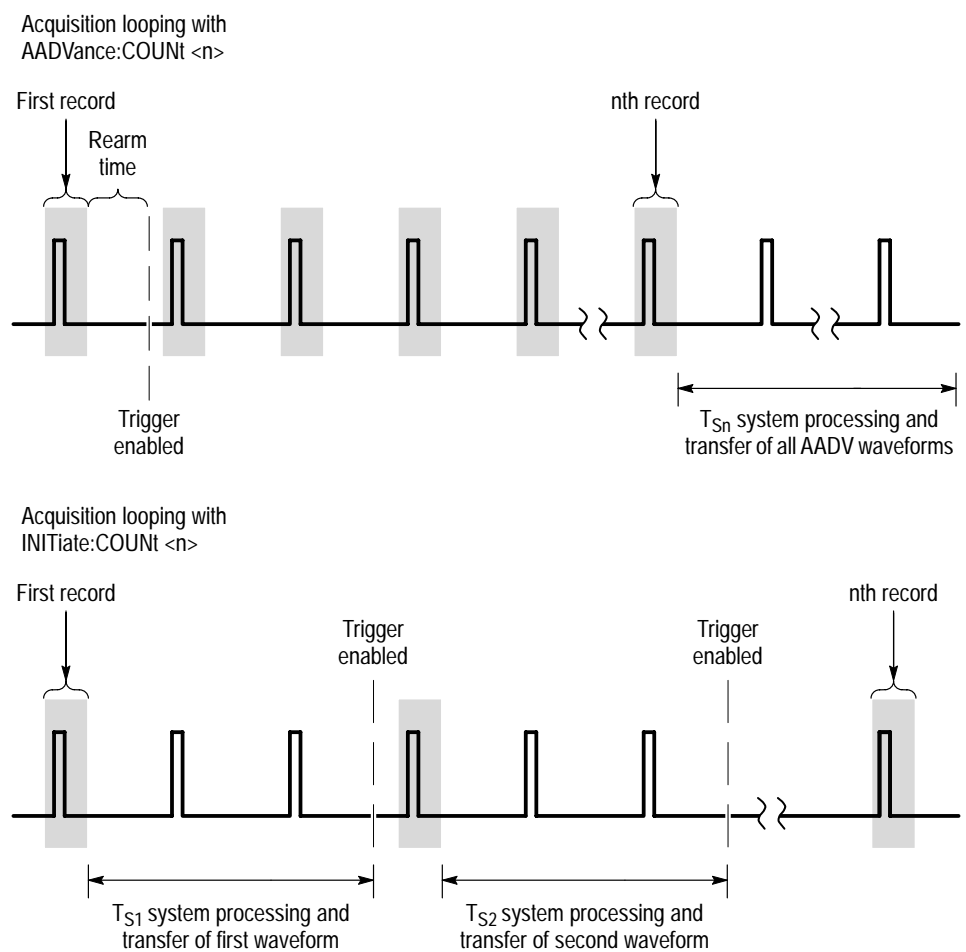 Acquisition looping with
AADVance:COUNt <n>
First record
nth record
Rearm
time
Trigger
enabled
TSn system processing and
transfer of all AADV waveforms
Acquisition looping with
INITiate:COUNt <n>
First record
nth record
Trigger
enabled
Trigger
enabled
TS1 system processing and
transfer of first waveform
TS2 system processing and
transfer of second waveform